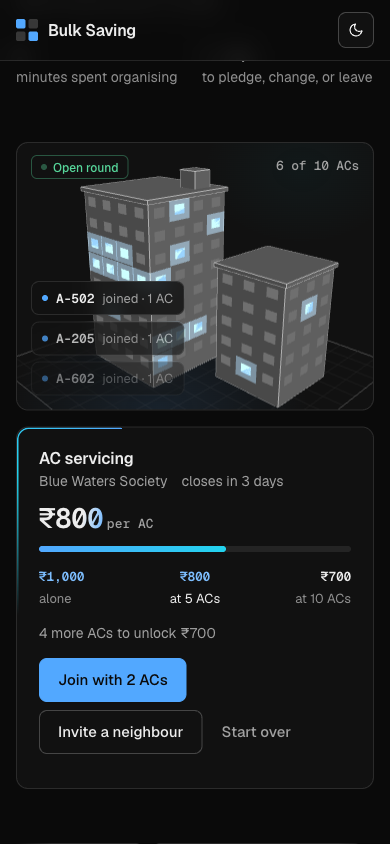 Bulk Saving
minutes spent organising
to pledge, change, or leave
Open round
6 of 10 ACs
A-502 joined · 1 AC
A-205 joined · 1 AC
A-602 joined · 1 AC
AC servicing
Blue Waters Society closes in 3 days
₹800 per AC
₹1,000 ₹800 ₹700
alone at 5 ACs at 10 ACs
4 more ACs to unlock ₹700
Join with 2 ACs
Invite a neighbour
Start over